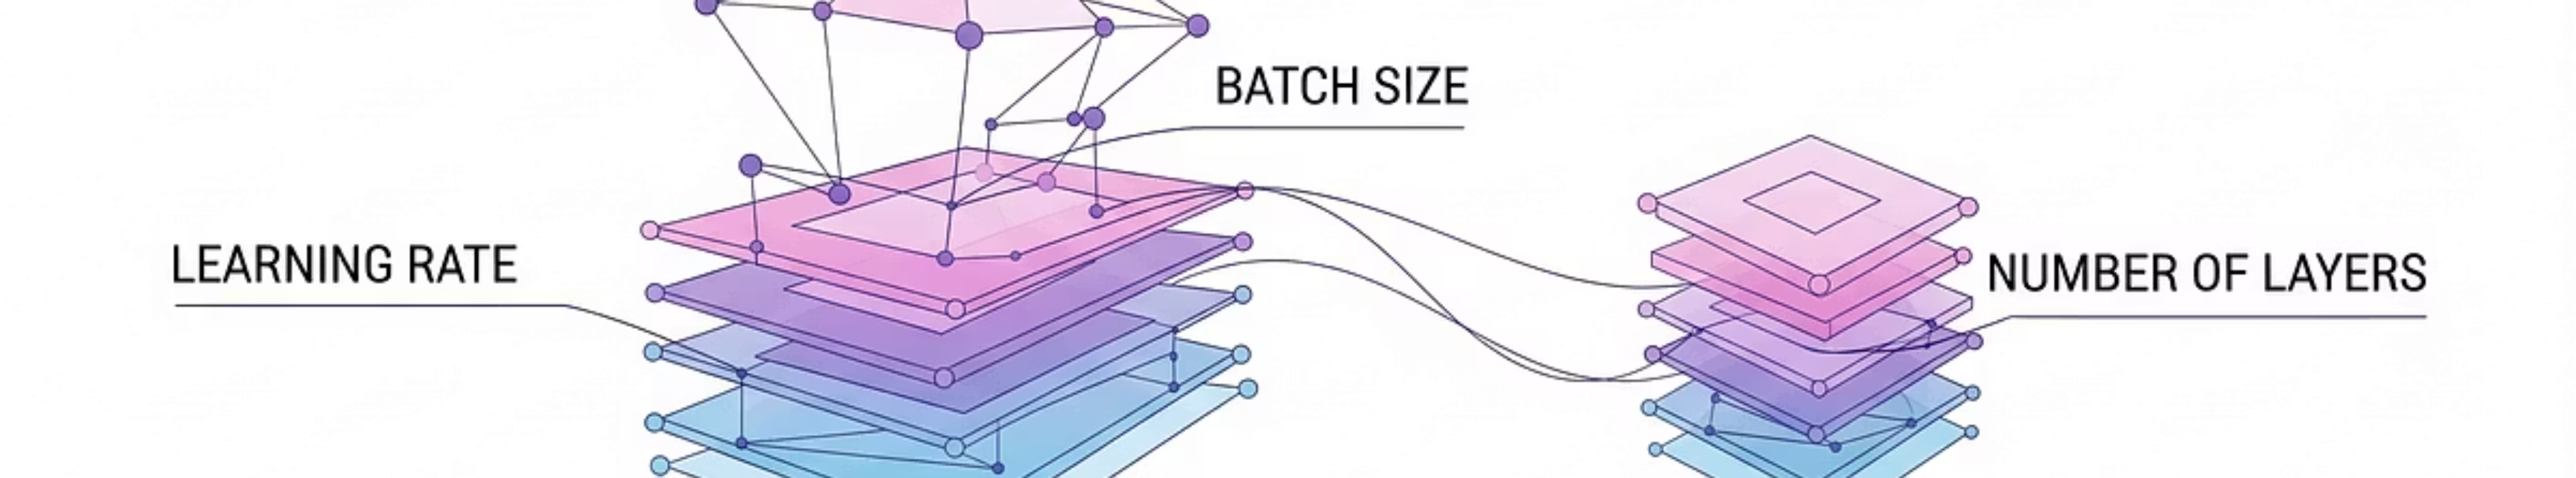 BATCH SIZE
LEARNING RATE
NUMBER OF LAYERS